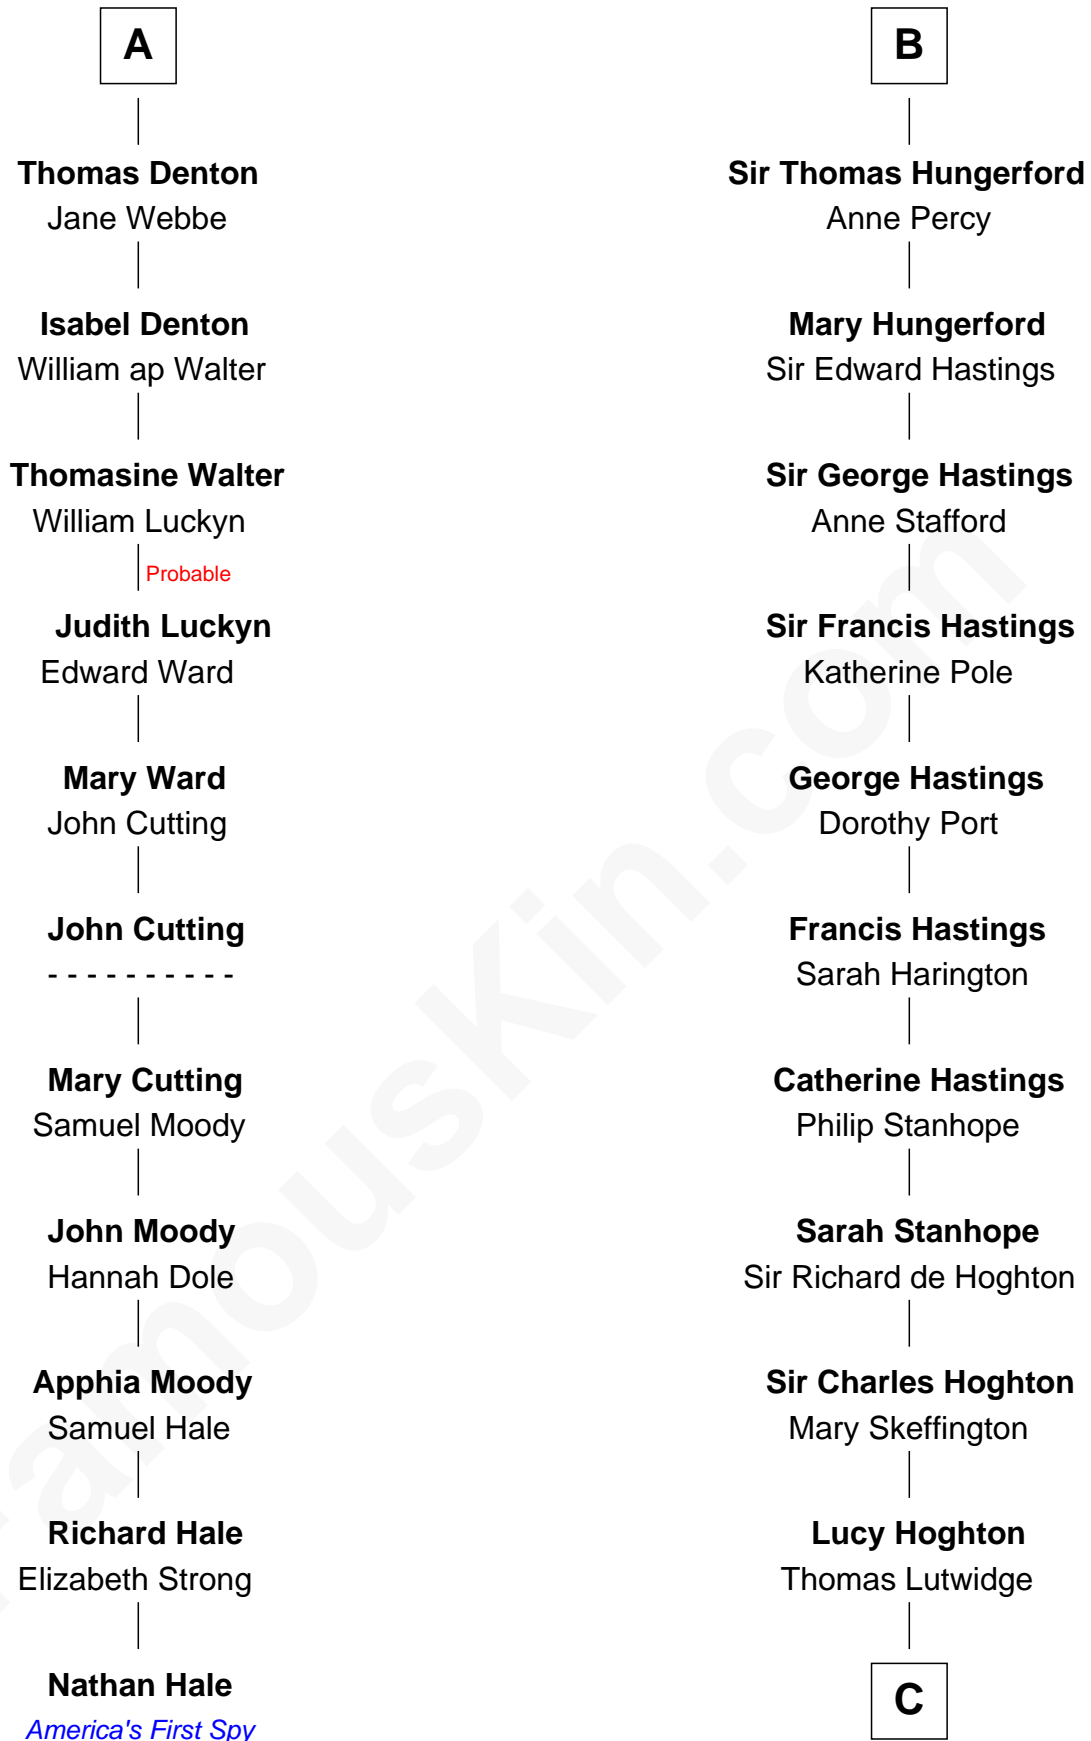 A
Thomas Denton
Jane Webbe
Isabel Denton
William ap Walter
Thomasine Walter
William Luckyn
Probable
Judith Luckyn
Edward Ward
Mary Ward
John Cutting
John Cutting
- - - - - - - - - -
Mary Cutting
Samuel Moody
John Moody
Hannah Dole
Apphia Moody
Samuel Hale
Richard Hale
Elizabeth Strong
Nathan Hale
America's First Spy
B
Sir Thomas Hungerford
Anne Percy
Mary Hungerford
Sir Edward Hastings
Sir George Hastings
Anne Stafford
Sir Francis Hastings
Katherine Pole
George Hastings
Dorothy Port
Francis Hastings
Sarah Harington
Catherine Hastings
Philip Stanhope
Sarah Stanhope
Sir Richard de Hoghton
Sir Charles Hoghton
Mary Skeffington
Lucy Hoghton
Thomas Lutwidge
C
FamousKin.com